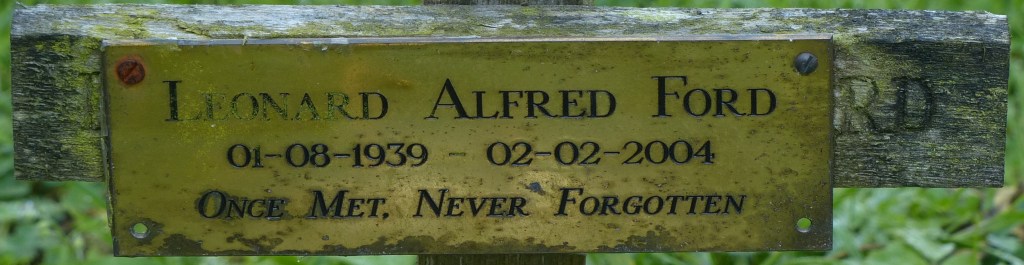 Leonard Alfred Ford
01-08-1939 - 02-02-2004
Once Met, Never Forgotten